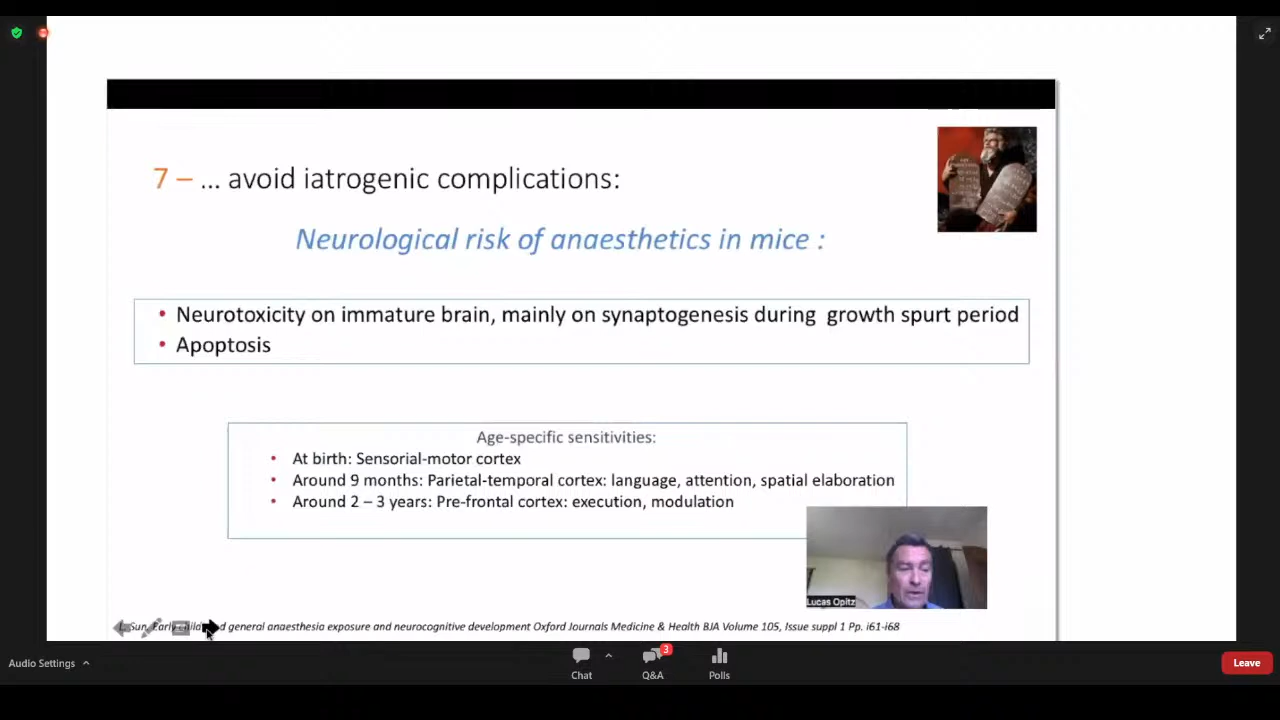 7 – ... avoid iatrogenic complications:
Neurological risk of anaesthetics in mice :
• Neurotoxicity on immature brain, mainly on synaptogenesis during growth spurt period
• Apoptosis
Age-specific sensitivities:
• At birth: Sensorial-motor cortex
• Around 9 months: Parietal-temporal cortex: language, attention, spatial elaboration
• Around 2 – 3 years: Pre-frontal cortex: execution, modulation
Lucas Opitz
Sun, Early general anaesthesia exposure and neurocognitive development Oxford Journals Medicine & Health BJA Volume 105, Issue suppl 1 Pp. i61-i68
Audio Settings
Chat
3
Q&A
Polls
Leave